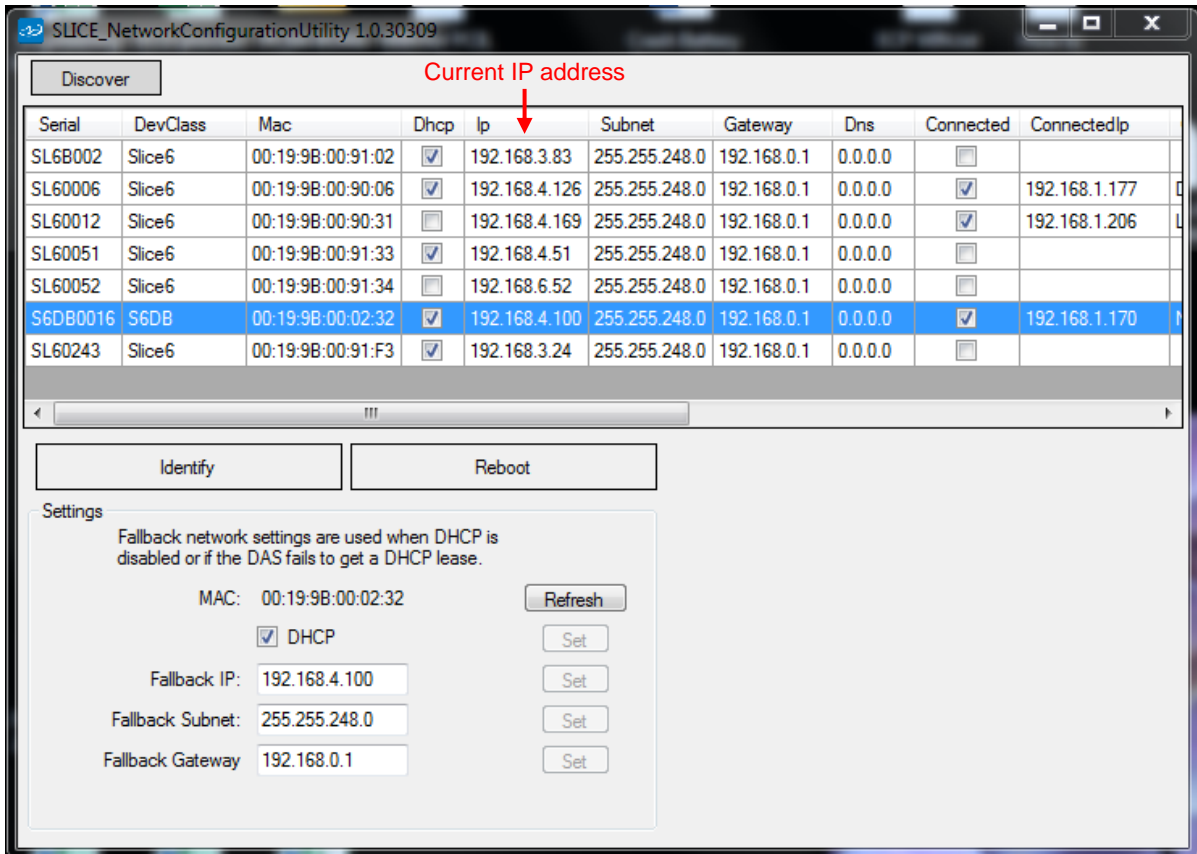 SLICE_NetworkConfigurationUtility 1.0.30309
Discover
Current IP address
Serial DevClass Mac Dhcp Ip Subnet Gateway Dns Connected ConnectedIp
SL6B002 Slice6 00:19:9B:00:91:02 192.168.3.83 255.255.248.0 192.168.0.1 0.0.0.0
SL60006 Slice6 00:19:9B:00:90:06 192.168.4.126 255.255.248.0 192.168.0.1 0.0.0.0 192.168.1.177
SL60012 Slice6 00:19:9B:00:90:31 192.168.4.169 255.255.248.0 192.168.0.1 0.0.0.0 192.168.1.206
SL60051 Slice6 00:19:9B:00:91:33 192.168.4.51 255.255.248.0 192.168.0.1 0.0.0.0
SL60052 Slice6 00:19:9B:00:91:34 192.168.6.52 255.255.248.0 192.168.0.1 0.0.0.0
S6DB0016 S6DB 00:19:9B:00:02:32 192.168.4.100 255.255.248.0 192.168.0.1 0.0.0.0 192.168.1.170
SL60243 Slice6 00:19:9B:00:91:F3 192.168.3.24 255.255.248.0 192.168.0.1 0.0.0.0
Identify Reboot
Settings
Fallback network settings are used when DHCP is
disabled or if the DAS fails to get a DHCP lease.
MAC: 00:19:9B:00:02:32 Refresh
DHCP Set
Fallback IP: 192.168.4.100 Set
Fallback Subnet: 255.255.248.0 Set
Fallback Gateway 192.168.0.1 Set